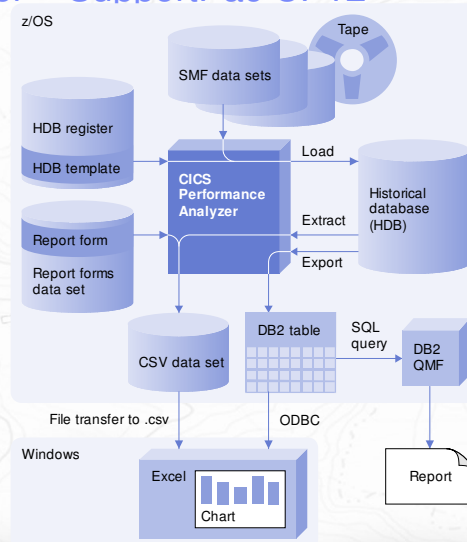 z/OS
Tape
SMF data sets
HDB register
HDB template
CICS
Performance
Analyzer
Load
Historical
database
(HDB)
Extract
Export
Report form
Report forms
data set
CSV data set
DB2 table
SQL
query
DB2
QMF
File transfer to .csv
ODBC
Windows
Excel
Chart
Report